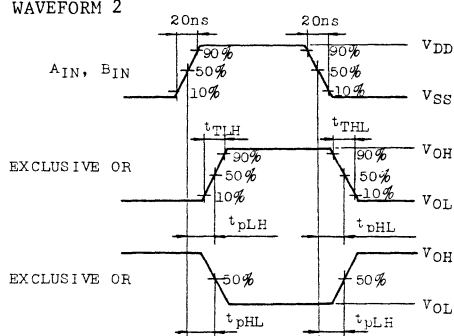 WAVEFORM 2
20ns 20ns
90% 90% VDD
AIN, BIN 50% 50%
10% 10% VSS
tTLH tTHL
90% 90% VOH
EXCLUSIVE OR 50% 50%
10% 10% VOL
tpLH tpHL
VOH
EXCLUSIVE OR 50% 50%
VOL
tpHL tpLH